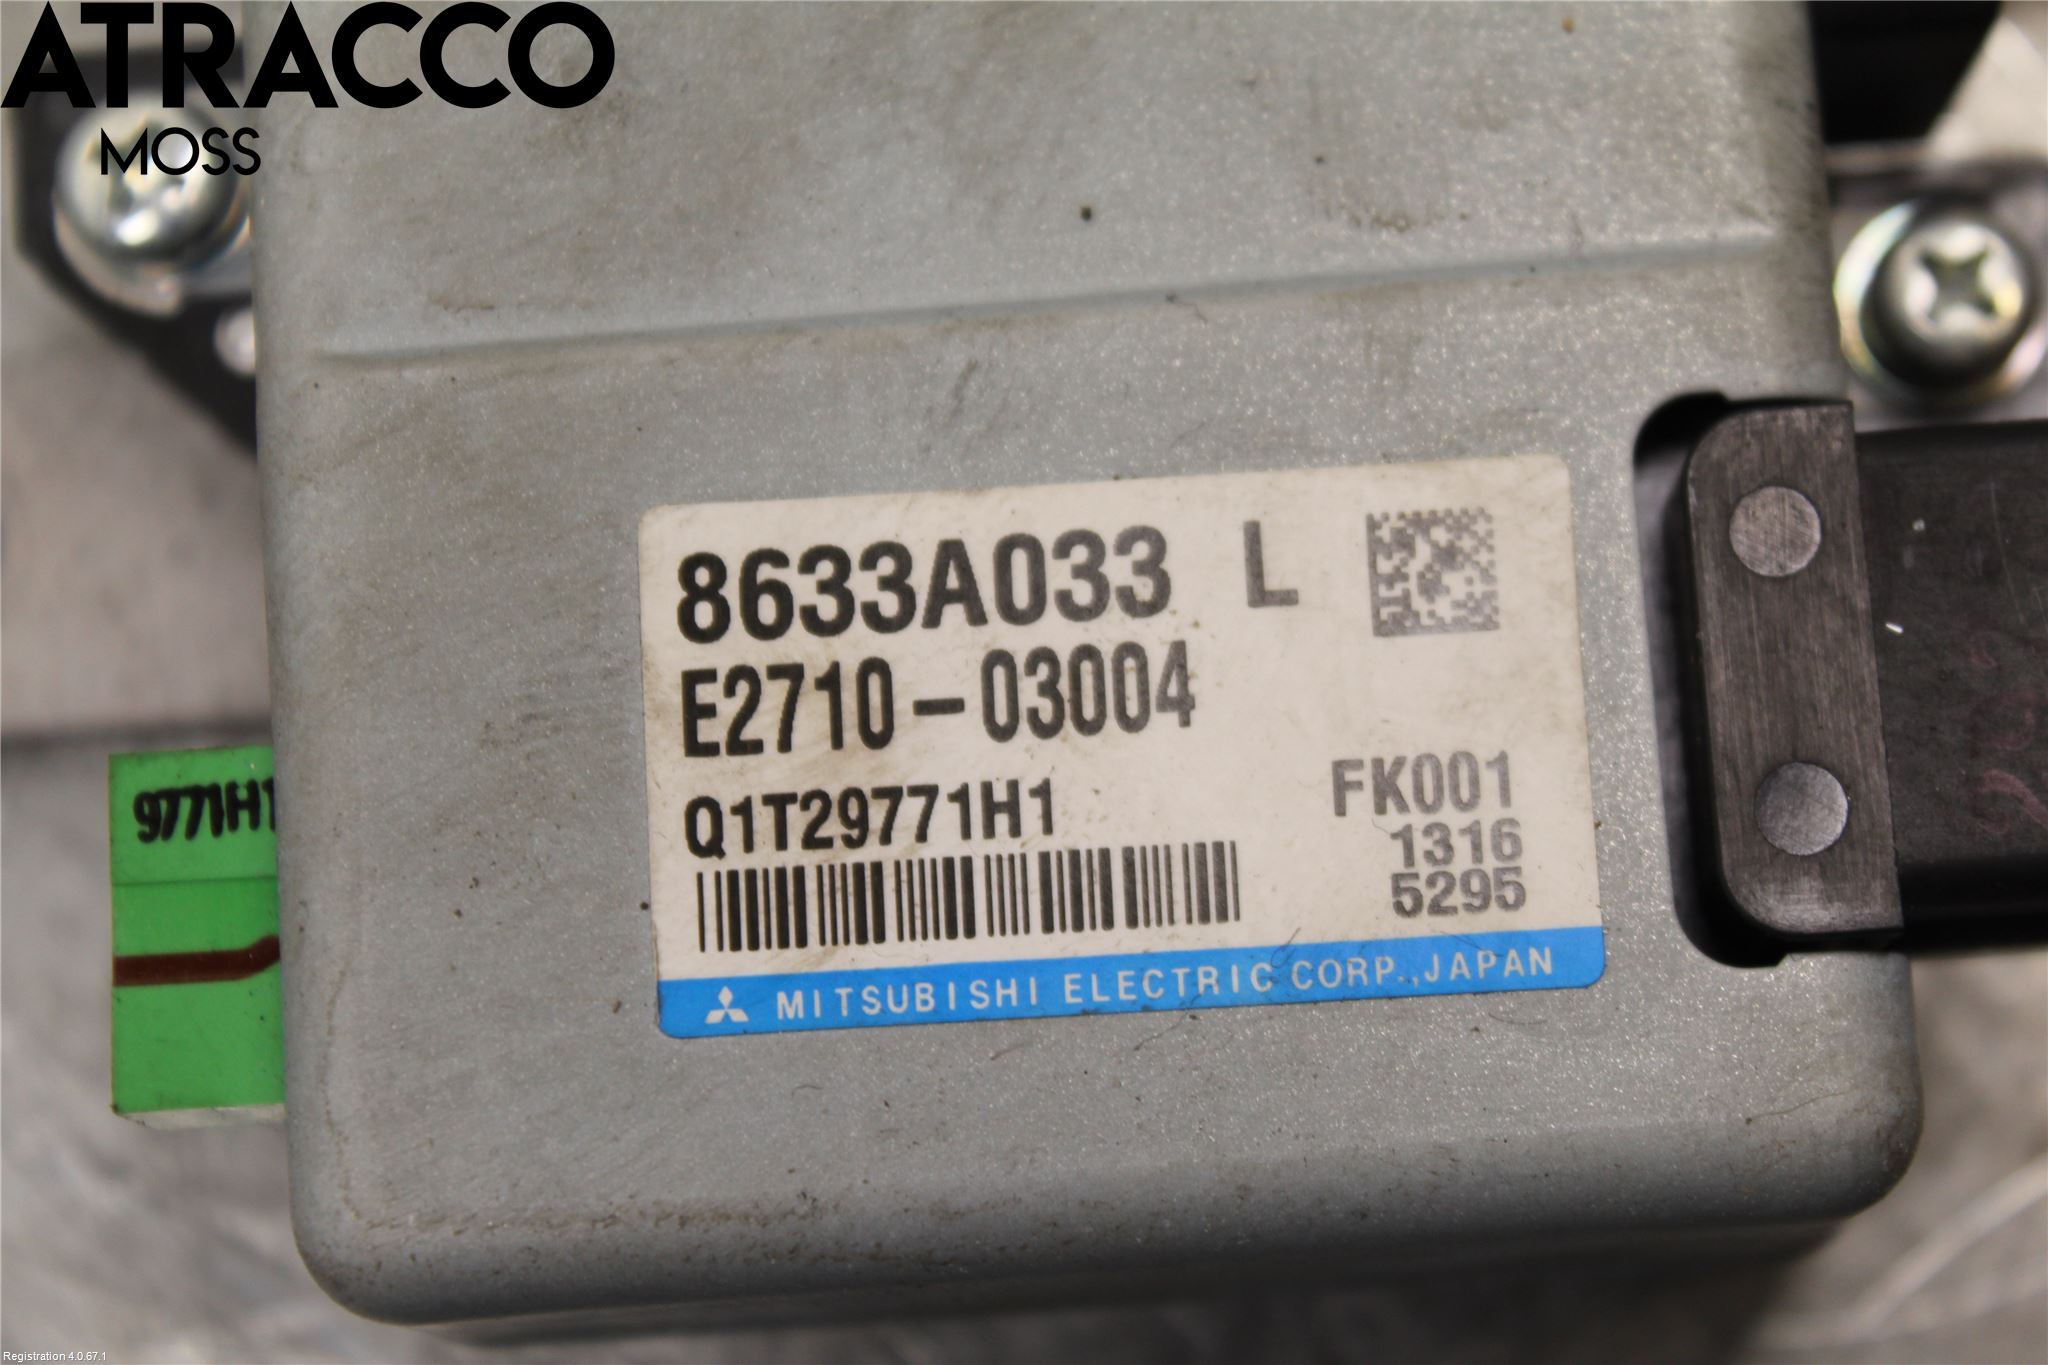 ATRACCO
MOSS
8633A033 L
E2710-03004
Q1T29771H1
FK001
1316
5295
MITSUBISHI ELECTRIC CORP.,JAPAN
9771H1
Registration 4.0.67.1